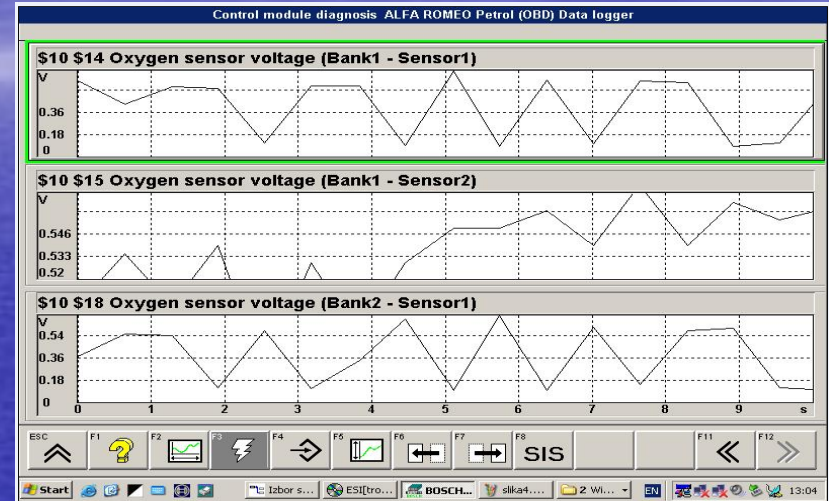 Control module diagnosis ALFA ROMEO Petrol (OBD) Data logger
$10 $14 Oxygen sensor voltage (Bank1 - Sensor1)
V
0.36
0.18
0
$10 $15 Oxygen sensor voltage (Bank1 - Sensor2)
V
0.546
0.533
0.52
$10 $18 Oxygen sensor voltage (Bank2 - Sensor1)
V
0.54
0.36
0.18
0
0 1 2 3 4 5 6 7 8 9 s
ESC F1 F2 F3 F4 F5 F6 F7 F8 F11 F12
SIS
Start Izbor s... ESI[tro... BOSCH... slika4.... 2 Wi... EN 13:04